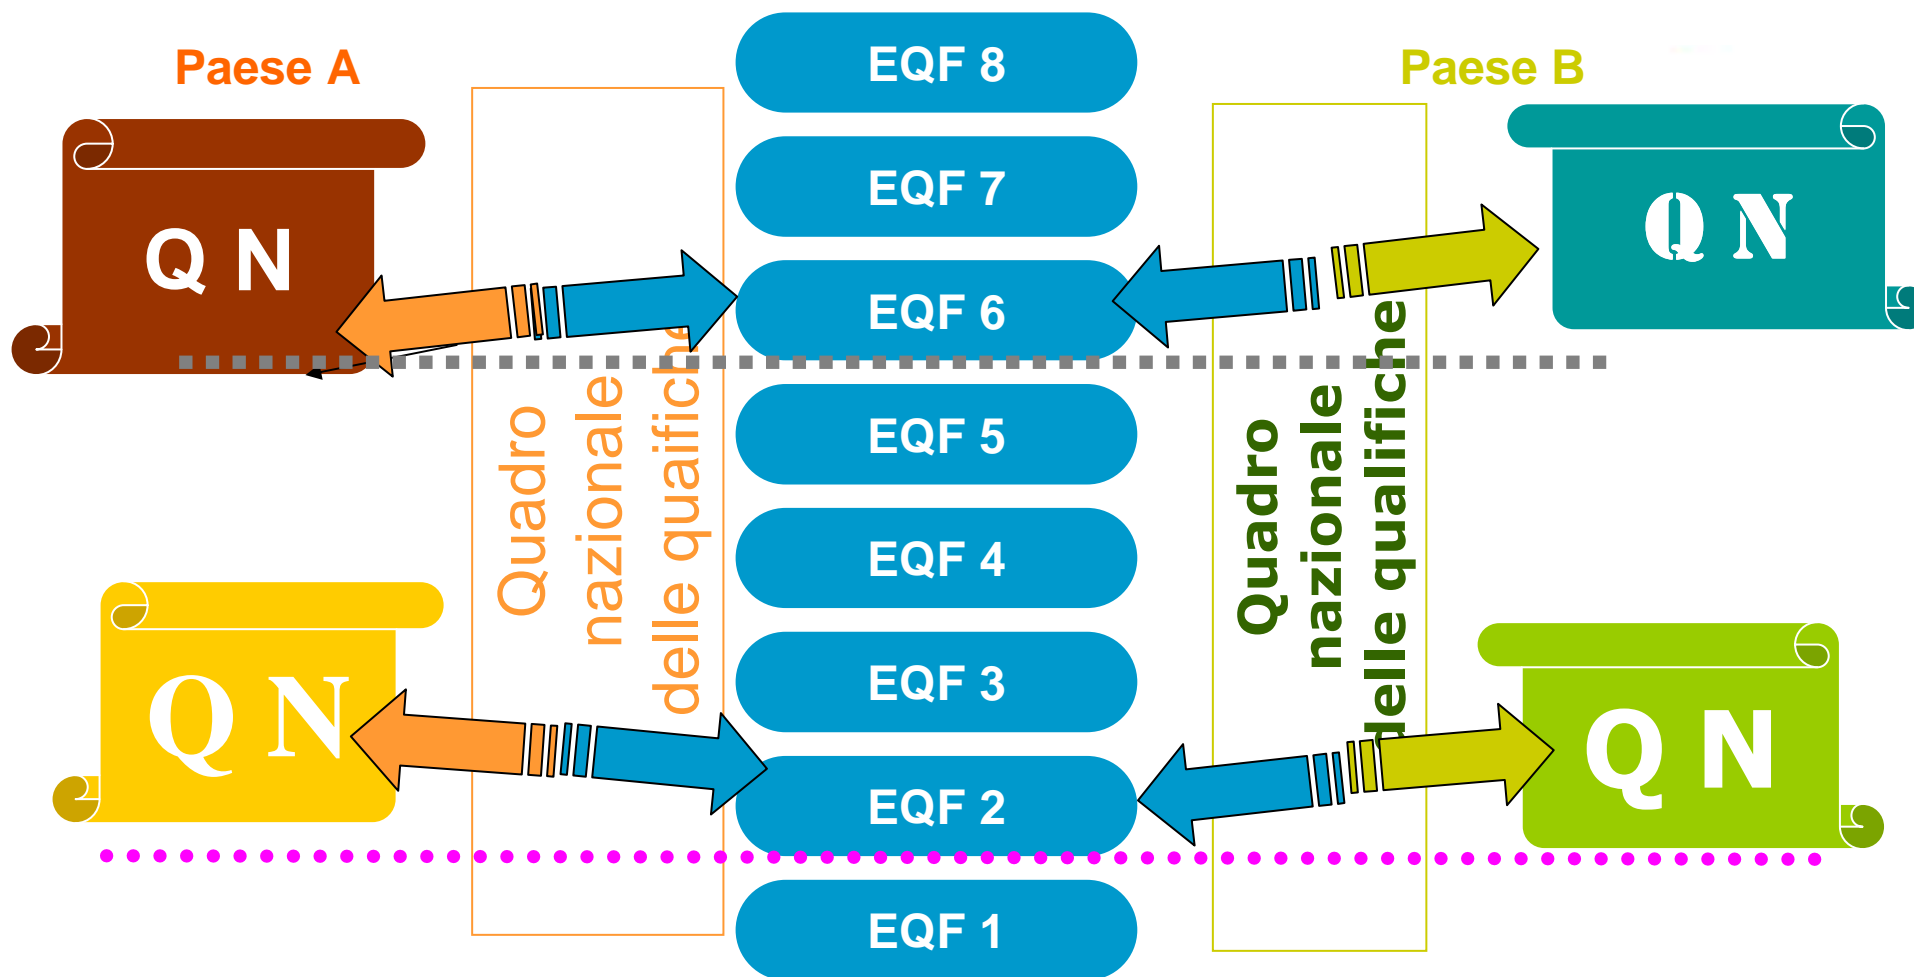 Paese A
Paese B
EQF 8
EQF 7
EQF 6
EQF 5
EQF 4
EQF 3
EQF 2
EQF 1
Q N
Q N
Q N
Q N
Quadro
nazionale
delle quaifiche
Quadro
nazionale
delle qualifiche